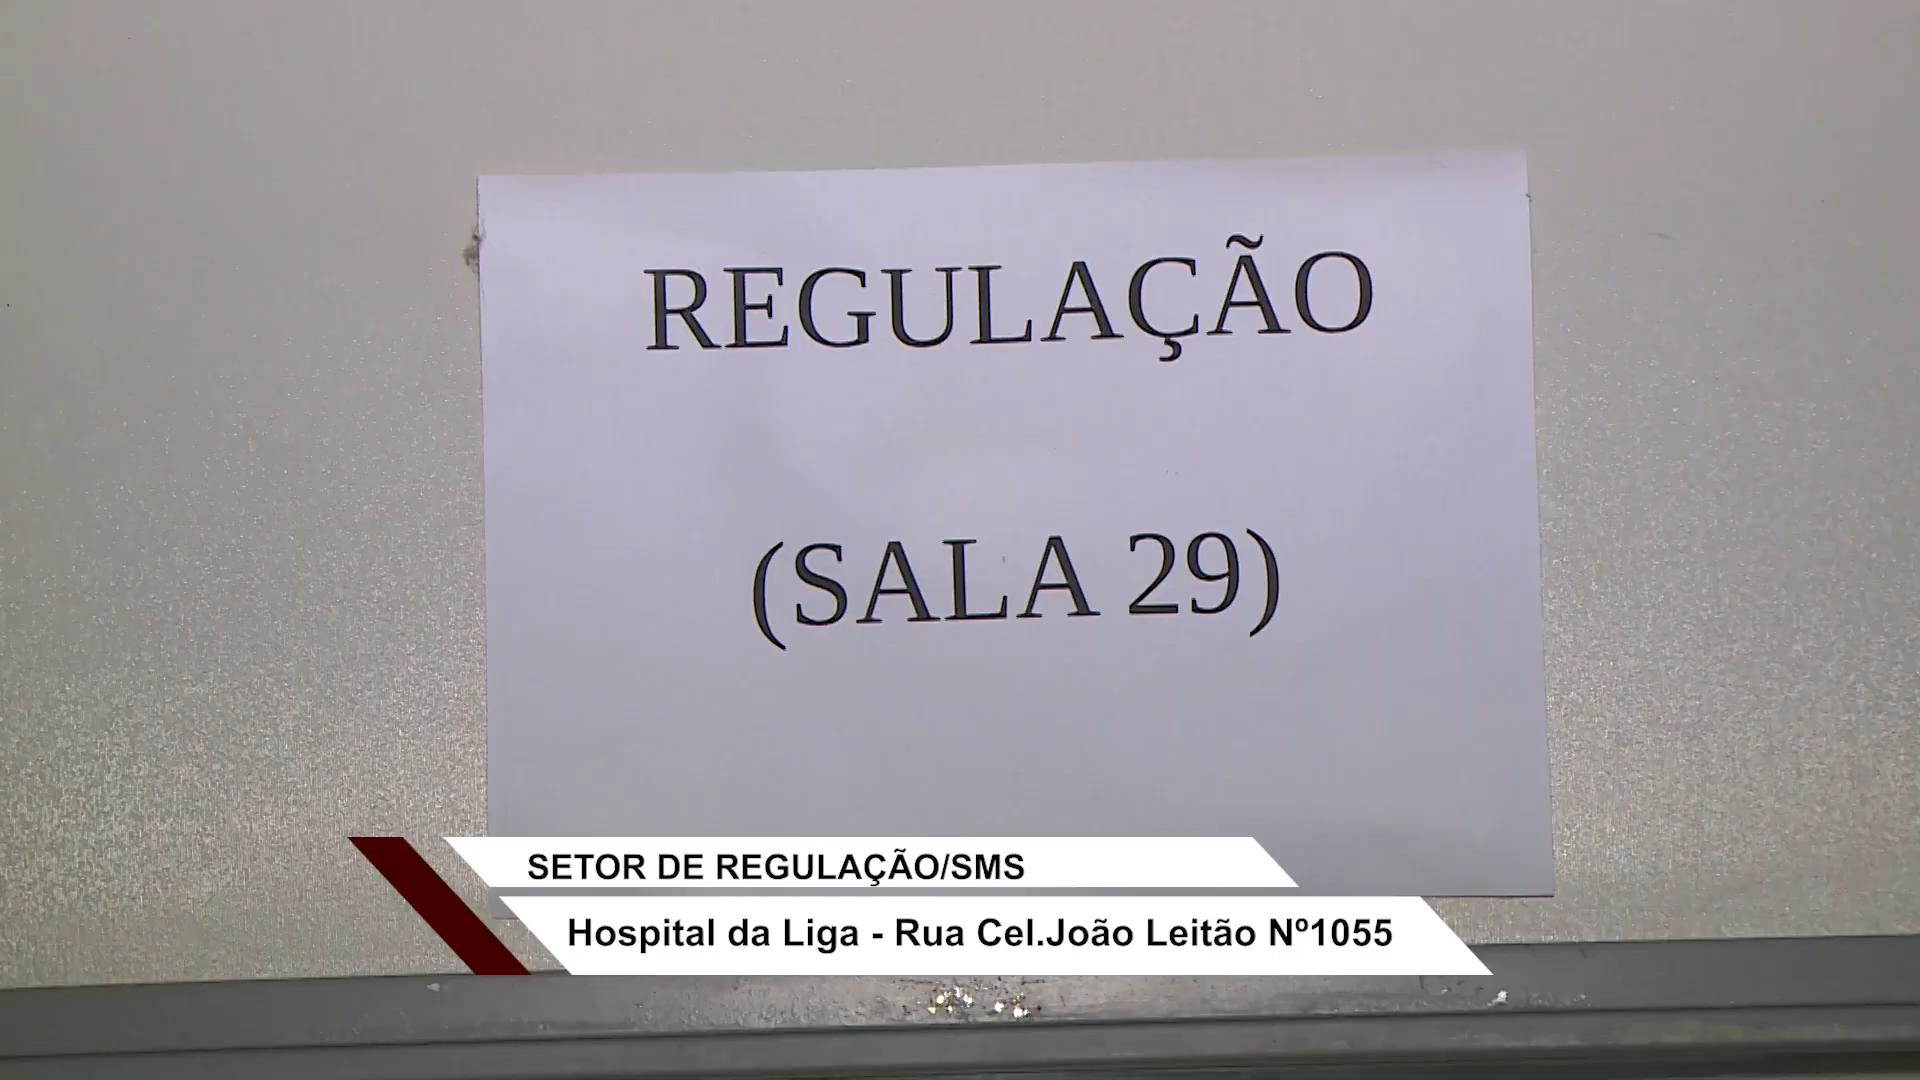 REGULAÇÃO
(SALA 29)
SETOR DE REGULAÇÃO/SMS
Hospital da Liga - Rua Cel.João Leitão Nº1055